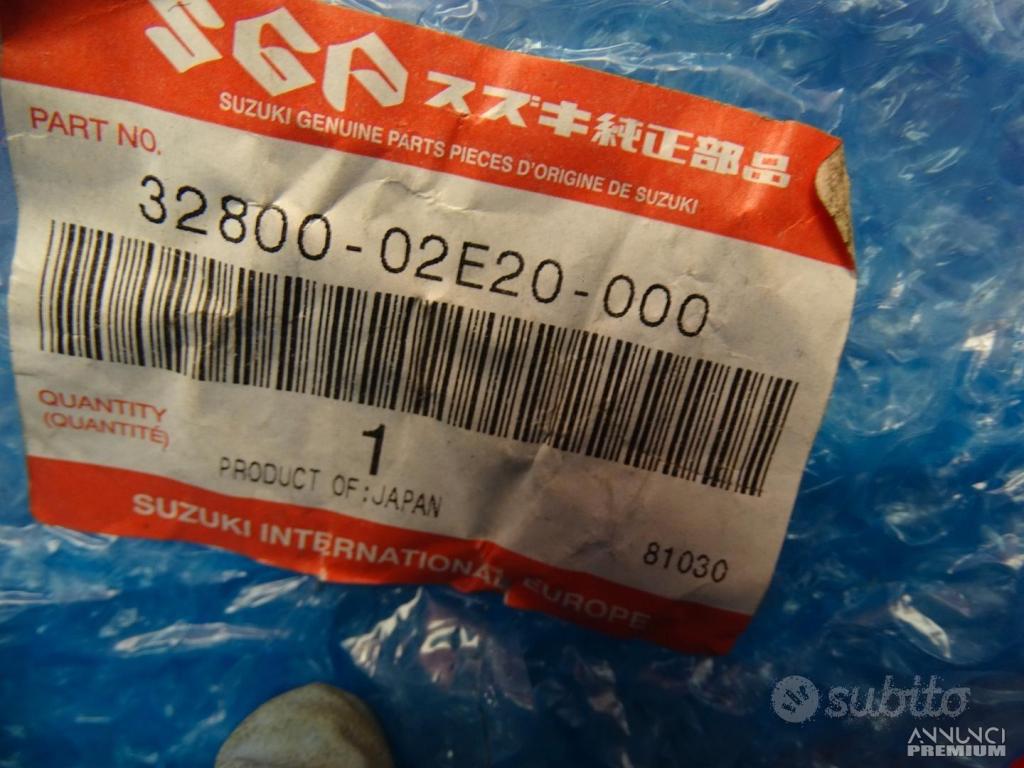 SGP スズキ純正部品
SUZUKI GENUINE PARTS PIECES D'ORIGINE DE SUZUKI
PART NO.
32800-02E20-000
QUANTITY
(QUANTITÉ)
1
PRODUCT OF:JAPAN
81030
SUZUKI INTERNATIONAL EUROPE
subito
ANNUNCI
PREMIUM